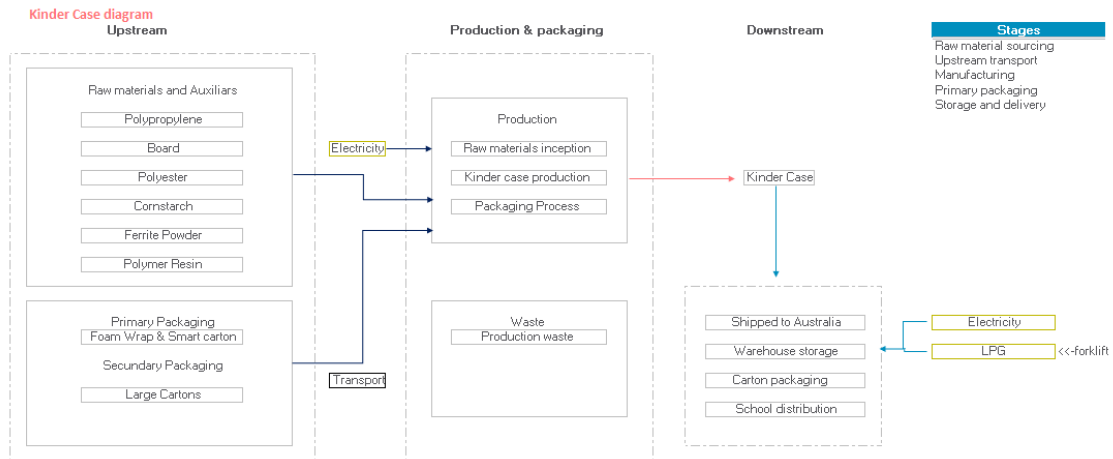 Kinder Case diagram
Upstream
Production & packaging
Downstream
Stages
Raw material sourcing
Upstream transport
Manufacturing
Primary packaging
Storage and delivery
Raw materials and Auxiliars
Polypropylene
Board
Polyester
Cornstarch
Ferrite Powder
Polymer Resin
Primary Packaging
Foam Wrap & Smart carton
Secundary Packaging
Large Cartons
Electricity
Transport
Production
Raw materials inception
Kinder case production
Packaging Process
Waste
Production waste
Kinder Case
Shipped to Australia
Warehouse storage
Carton packaging
School distribution
Electricity
LPG <<-forklift